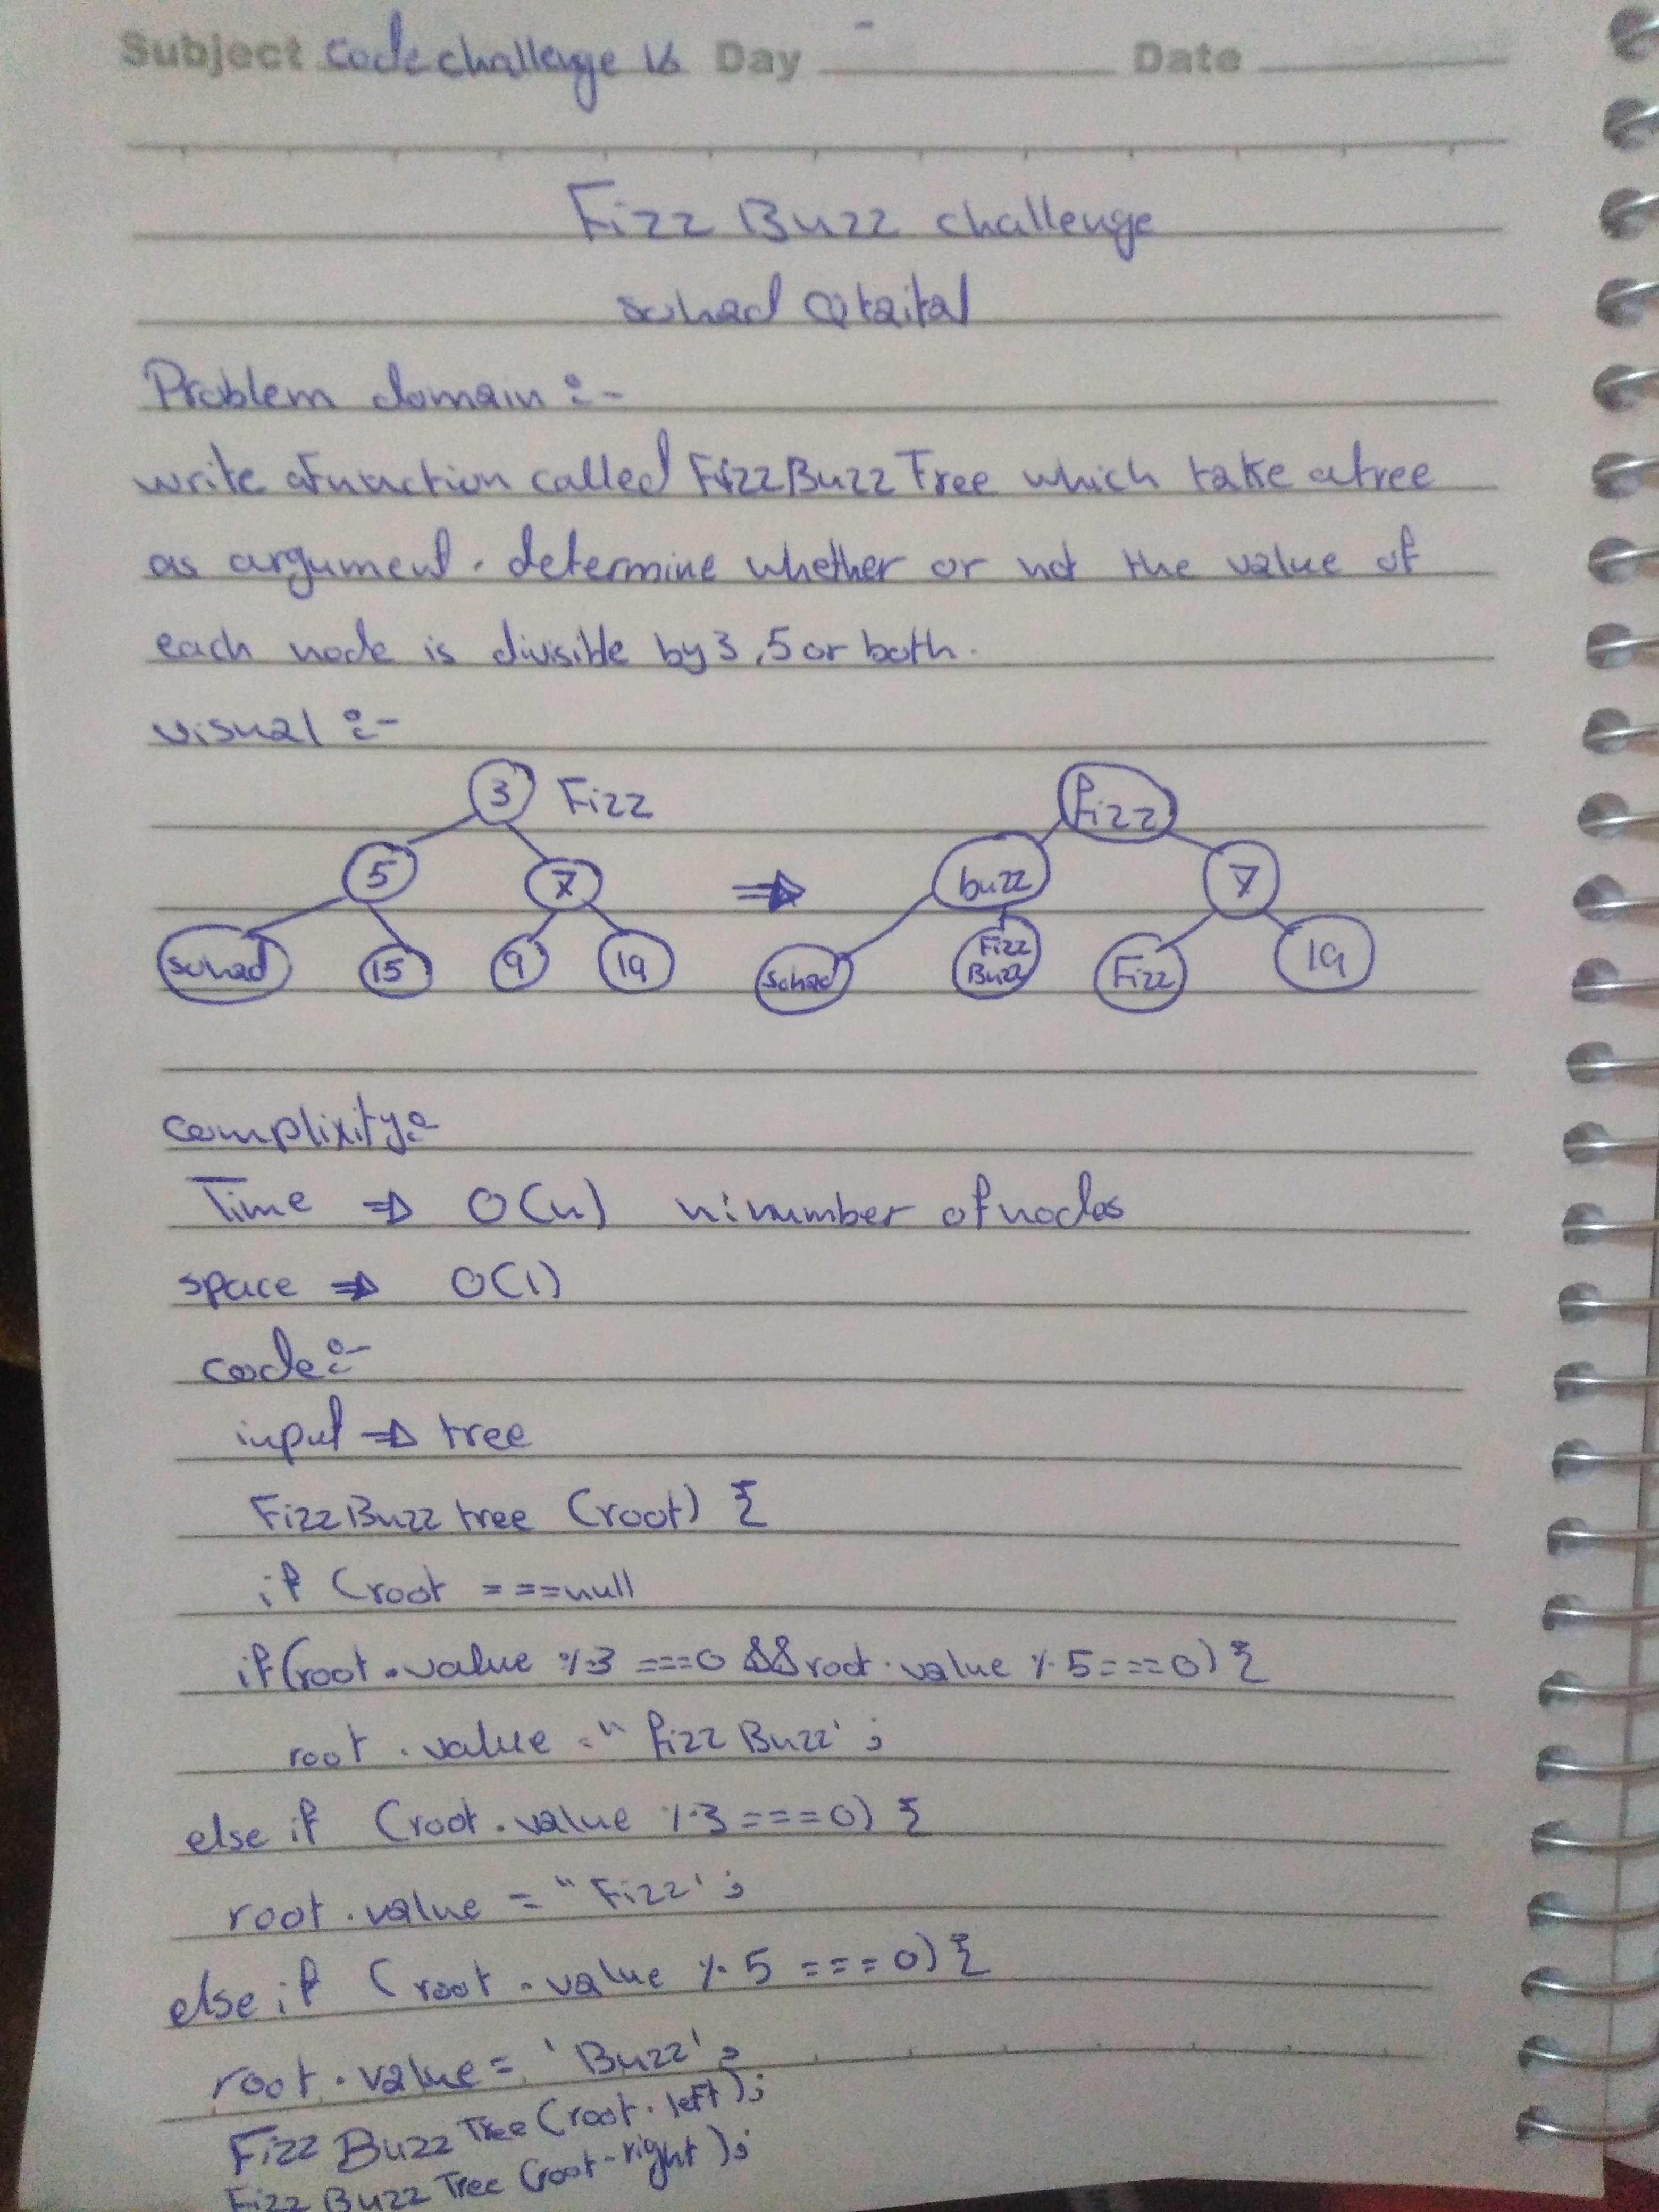 Subject Code challenge 16 Day - Date
Fizz Buzz challenge
suhad Qtaital
Problem domain :-
write a function called FizzBuzz Tree which take a tree
as argument. determine whether or not the value of
each node is divisible by 3, 5 or both.
visual :-
3 Fizz fizz
5 7 ⇒ buzz 7
suhad 15 9 19 suhad Fizz Buzz Fizz 19
complixity:-
Time ⇒ O(n) n: number of nodes
space ⇒ O(1)
code:-
input ⇒ tree
FizzBuzz tree (root) {
if (root ===null
if(root.value %3 ===0 &&root.value %5===0) {
root.value =" fizz Buzz' ;
else if (root.value %3===0) {
root.value = "Fizz' ;
else if (root.value %5 ===0) {
root.value = 'Buzz' ;
Fizz Buzz Tree (root.left);
Fizz Buzz Tree (root.right);